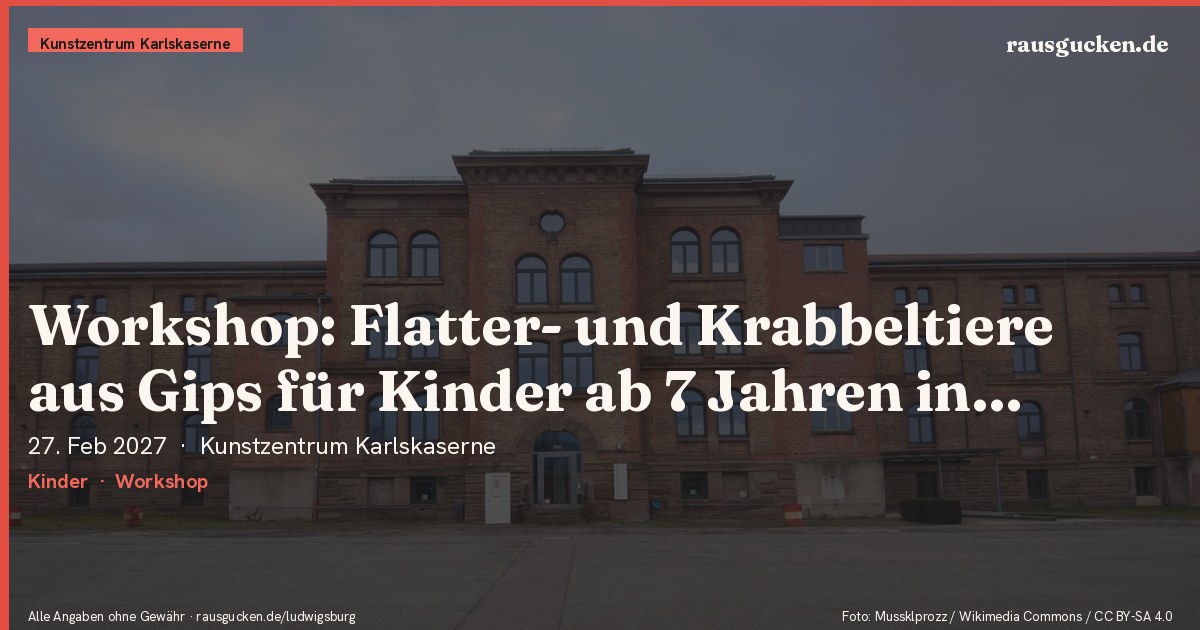 Kunstzentrum Karlskaserne
rausgucken.de
Workshop: Flatter- und Krabbeltiere
aus Gips für Kinder ab 7 Jahren in...
27. Feb 2027 · Kunstzentrum Karlskaserne
Kinder · Workshop
Alle Angaben ohne Gewähr · rausgucken.de/ludwigsburg
Foto: Mussklprozz / Wikimedia Commons / CC BY-SA 4.0